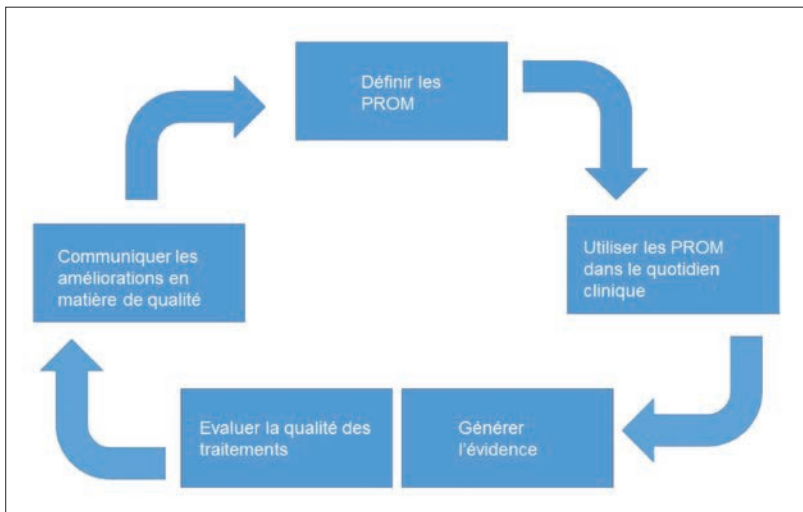 Définir les
PROM
Utiliser les PROM
dans le quotidien
clinique
Générer
l'évidence
Evaluer la qualité des
traitements
Communiquer les
améliorations en
matière de qualité